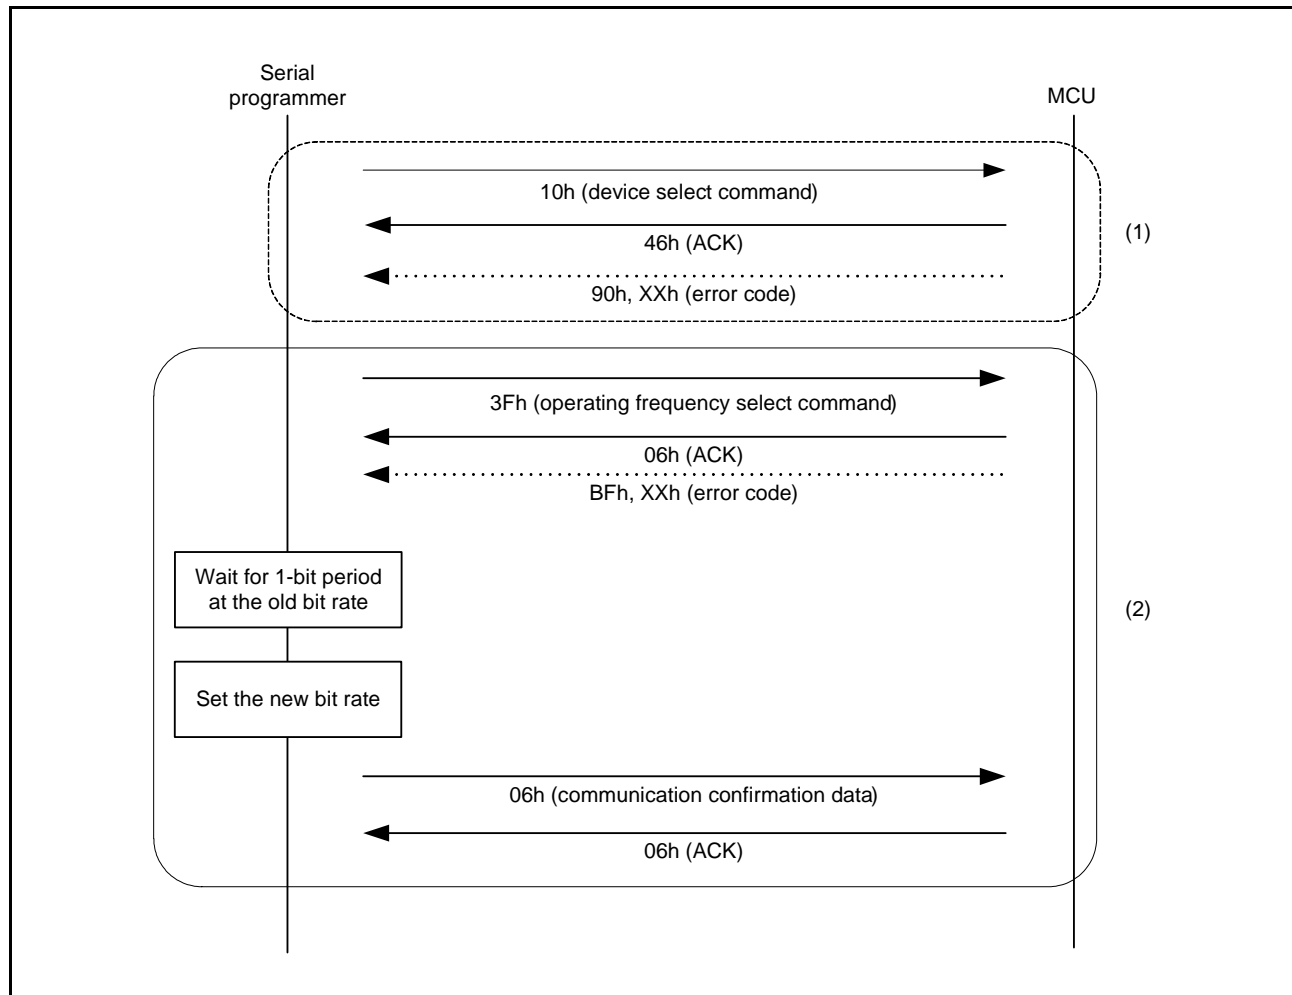 Serial
programmer
MCU
10h (device select command)
46h (ACK)
90h, XXh (error code)
(1)
3Fh (operating frequency select command)
06h (ACK)
BFh, XXh (error code)
Wait for 1-bit period
at the old bit rate
(2)
Set the new bit rate
06h (communication confirmation data)
06h (ACK)